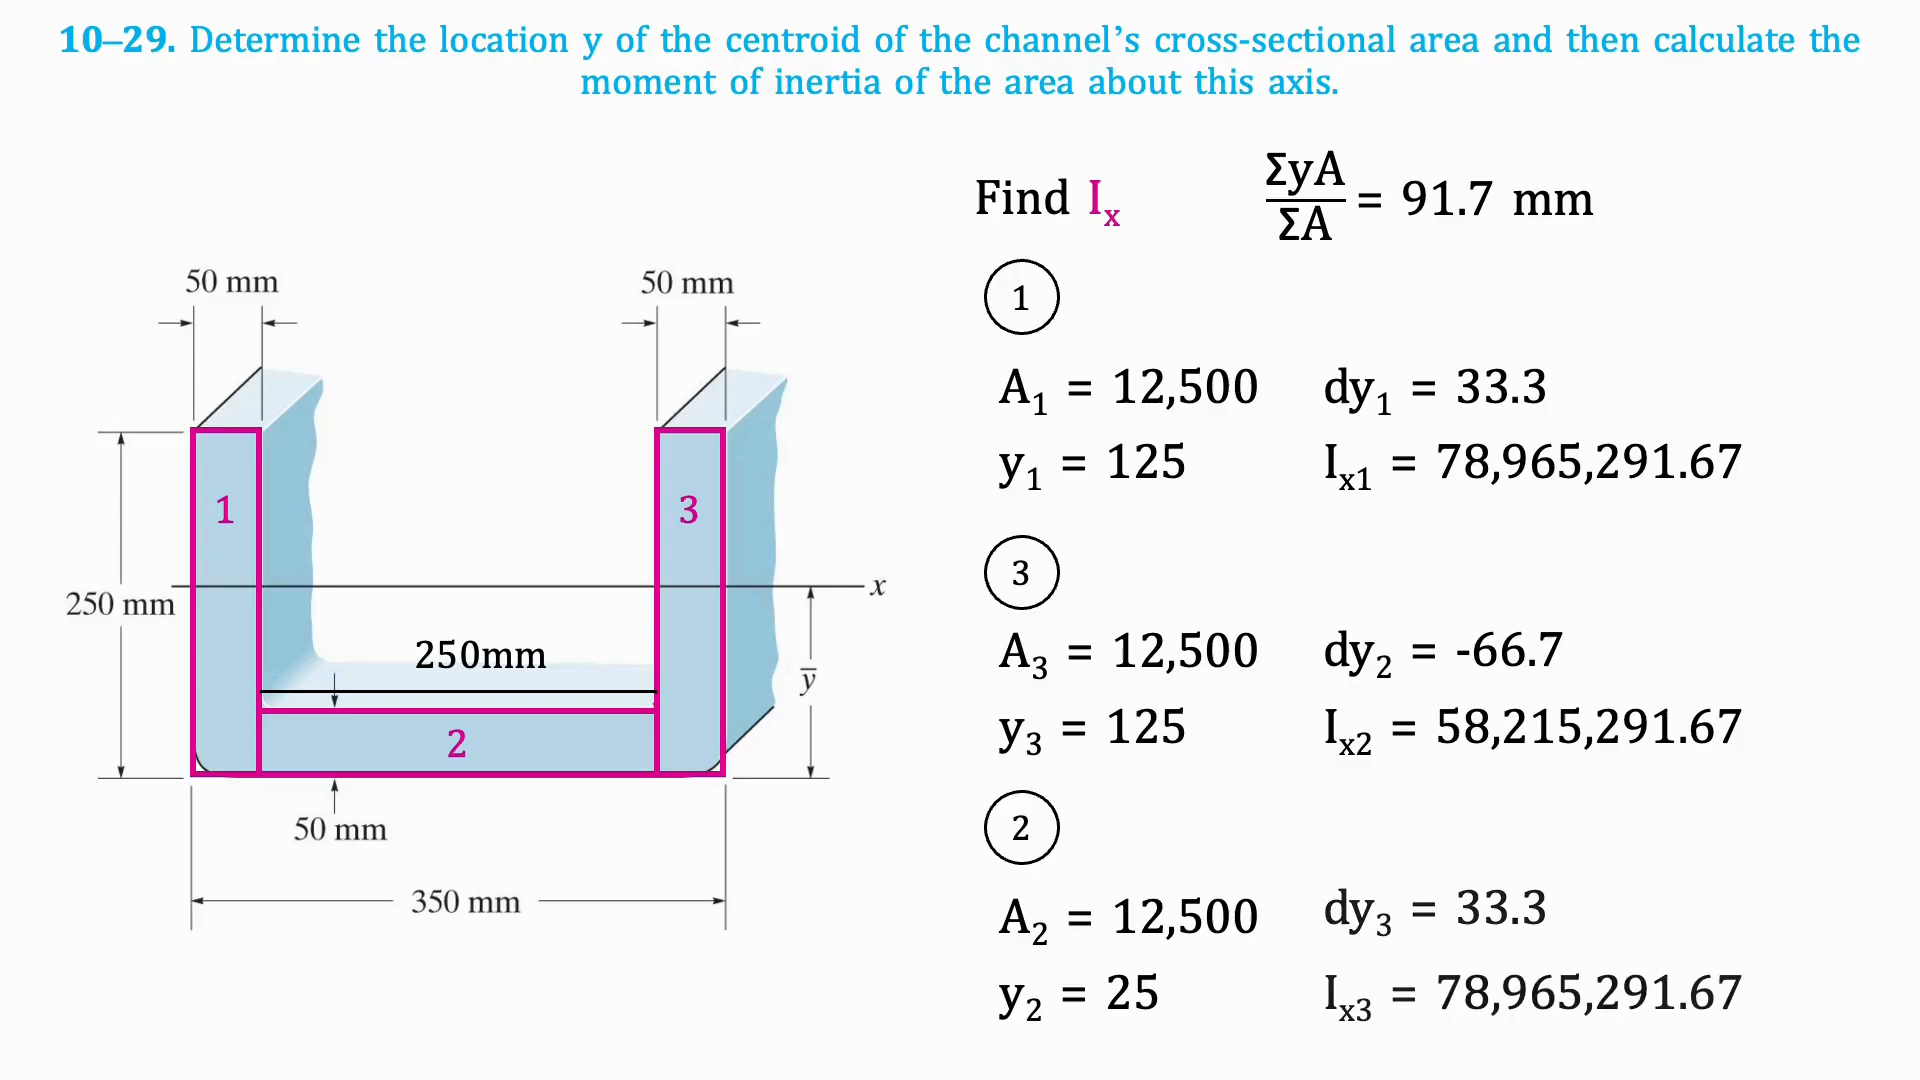 10–29. Determine the location y of the centroid of the channel's cross-sectional area and then calculate the
moment of inertia of the area about this axis.
Find Iₓ
ΣyA
ΣA
= 91.7 mm
50 mm
50 mm
1
3
250 mm
x
250mm
y̅
2
50 mm
350 mm
1
A₁ = 12,500 dy₁ = 33.3
y₁ = 125 Iₓ₁ = 78,965,291.67
3
A₃ = 12,500 dy₂ = -66.7
y₃ = 125 Iₓ₂ = 58,215,291.67
2
A₂ = 12,500 dy₃ = 33.3
y₂ = 25 Iₓ₃ = 78,965,291.67